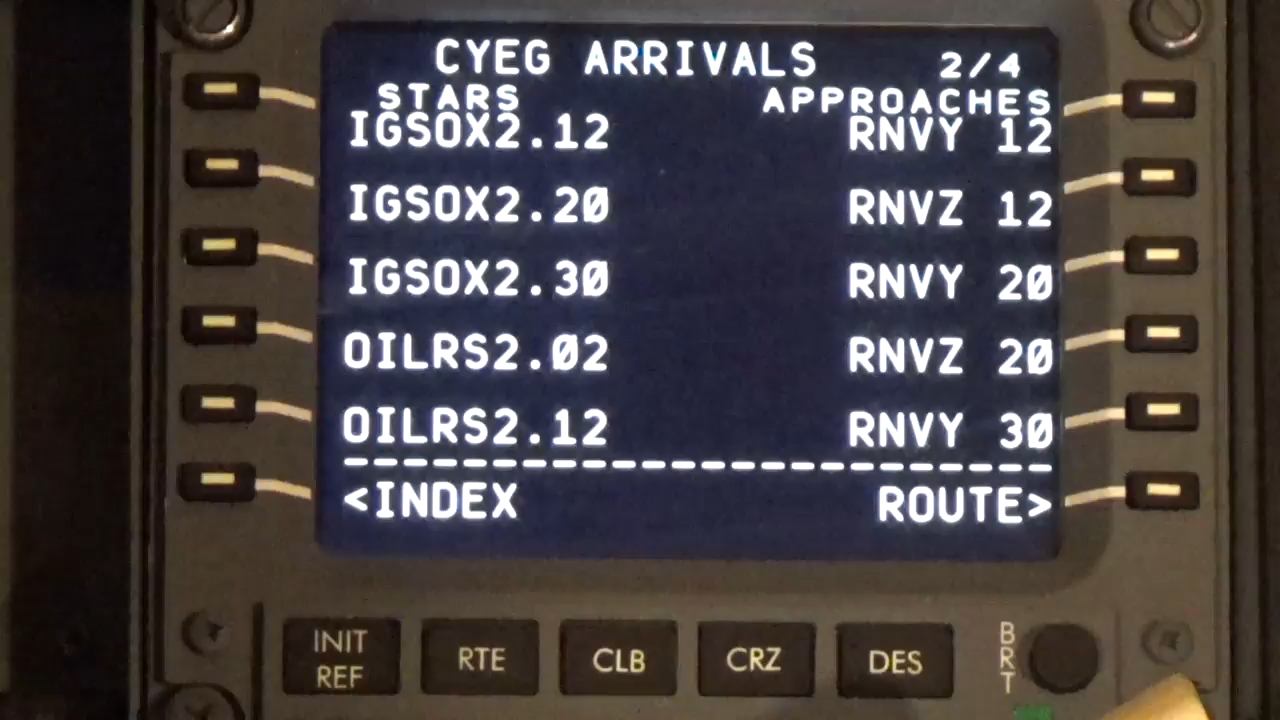 CYEG ARRIVALS 2/4
STARS APPROACHES
IGSOX2.12 RNVY 12
IGSOX2.20 RNVZ 12
IGSOX2.30 RNVY 20
OILRS2.02 RNVZ 20
OILRS2.12 RNVY 30
------------------------
<INDEX ROUTE>
INIT REF RTE CLB CRZ DES BRT